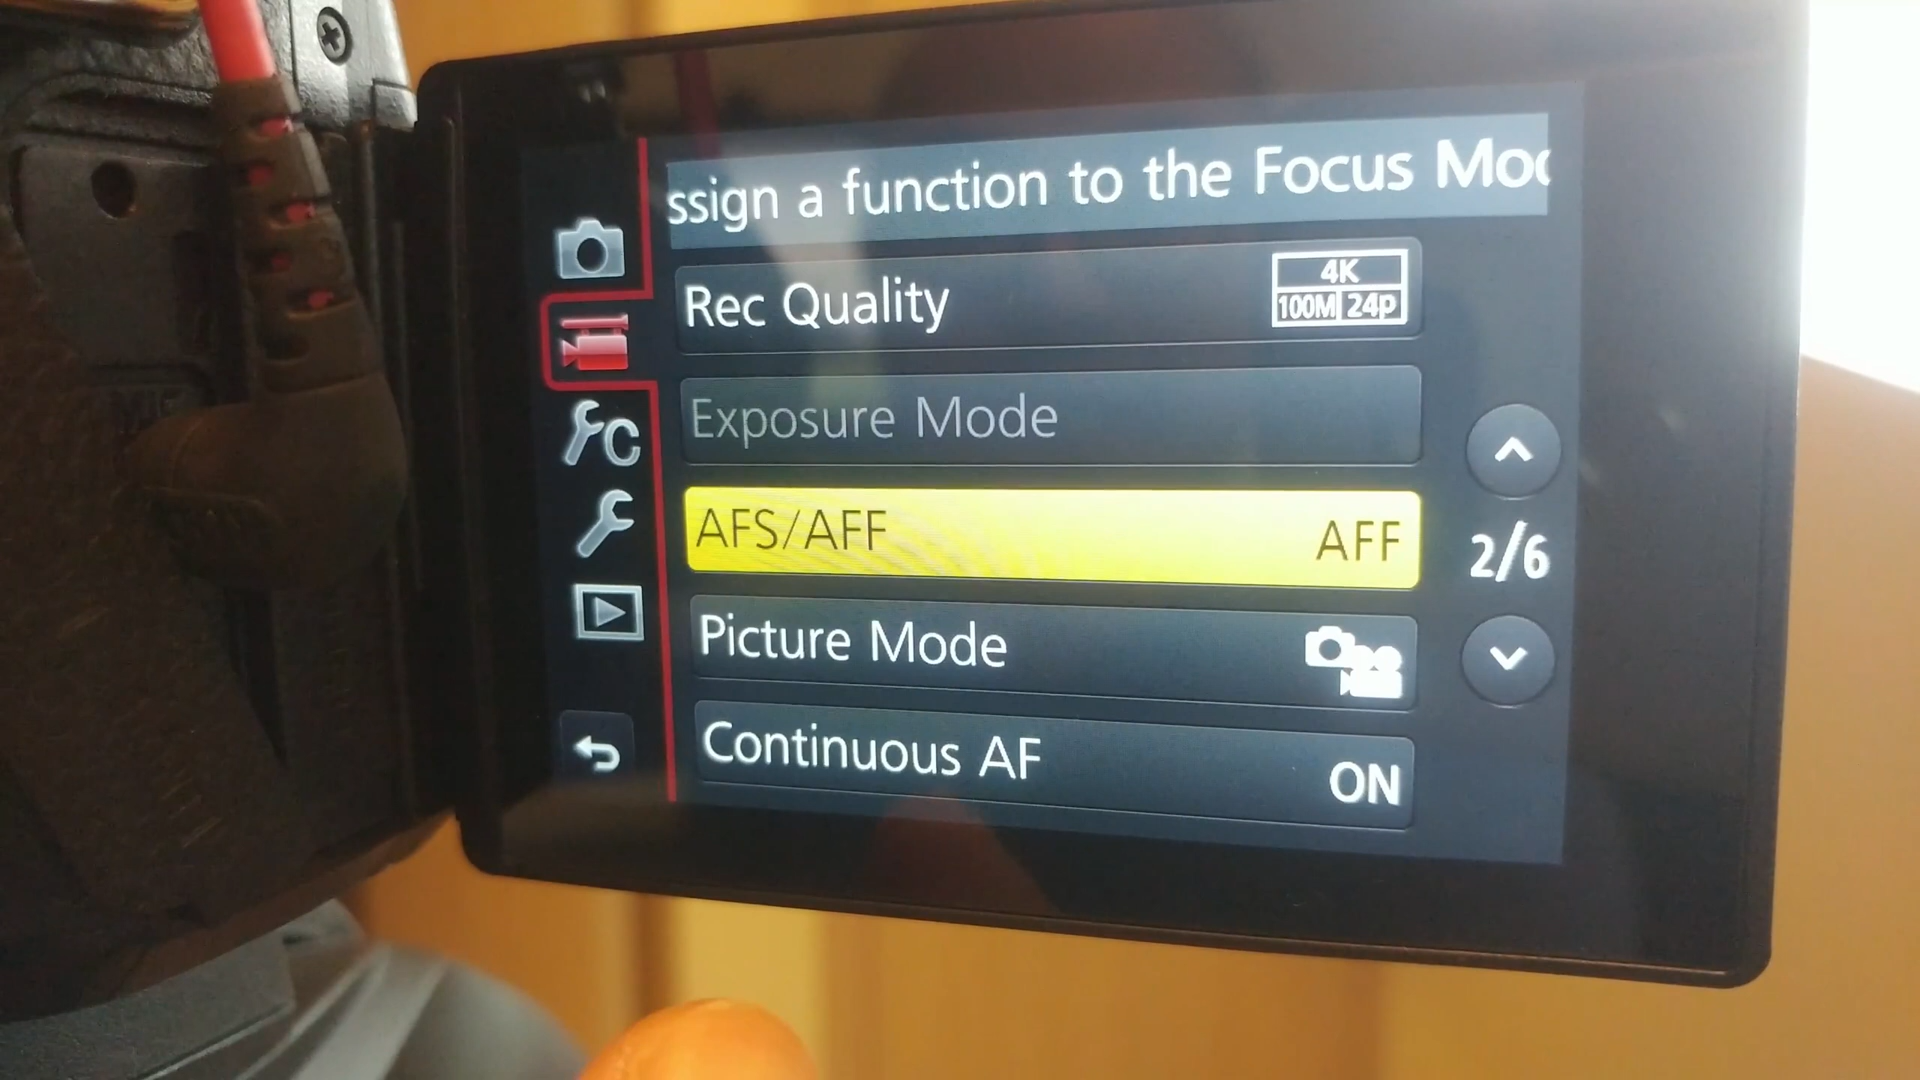 ssign a function to the Focus Mo
Rec Quality
4K
100M 24p
Exposure Mode
AFS/AFF AFF
2/6
Picture Mode
Continuous AF
ON
C